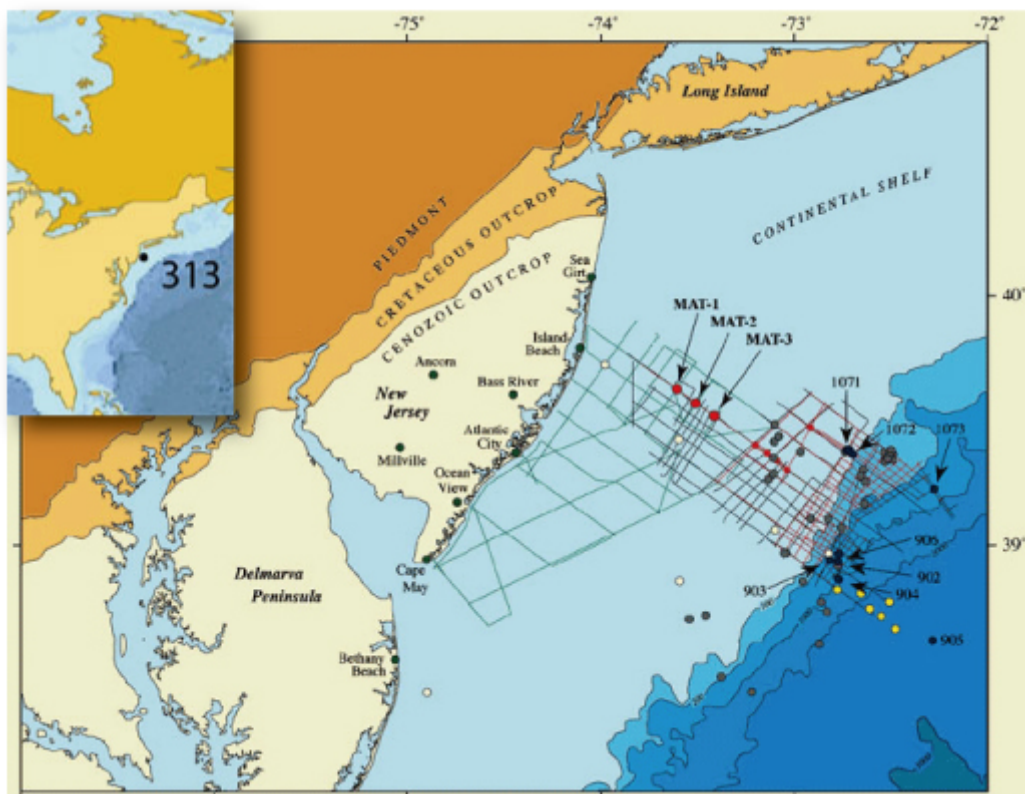 -75
-74
-73
-72
313
Long Island
CONTINENTAL SHELF
PIEDMONT
CRETACEOUS OUTCROP
CENOZOIC OUTCROP
Sea
Girt
40°
MAT-1
MAT-2
MAT-3
Island
Beach
Ancora
Bass River
New
Jersey
1071
1072
1073
Atlantic
City
Millville
Ocean
View
39°
906
Cape
May
903
902
904
Delmarva
Peninsula
905
Bethany
Beach